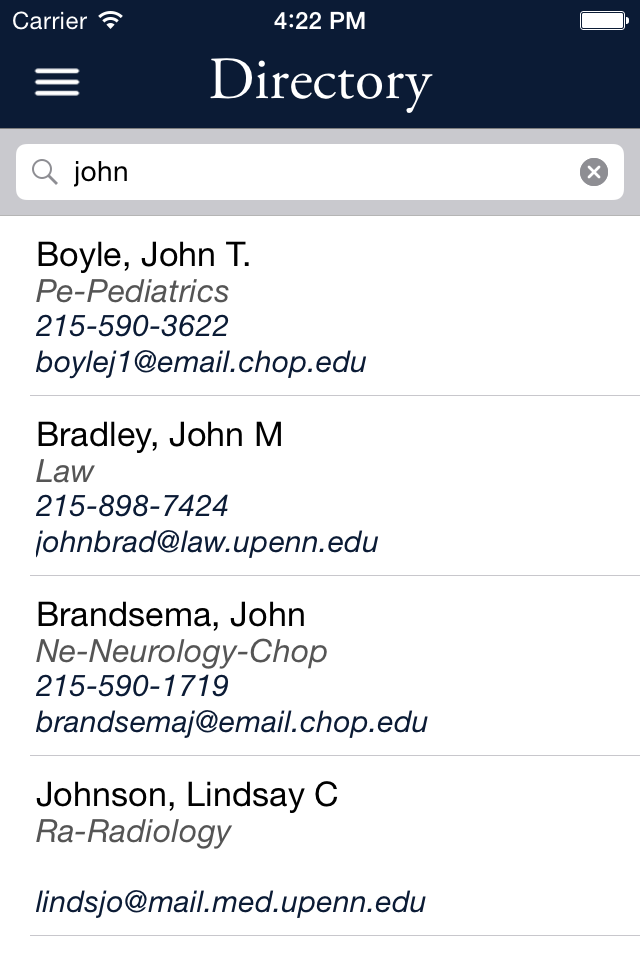 Carrier 4:22 PM
Directory
john
Boyle, John T.
Pe-Pediatrics
215-590-3622
boylej1@email.chop.edu
Bradley, John M
Law
215-898-7424
johnbrad@law.upenn.edu
Brandsema, John
Ne-Neurology-Chop
215-590-1719
brandsemaj@email.chop.edu
Johnson, Lindsay C
Ra-Radiology
lindsjo@mail.med.upenn.edu